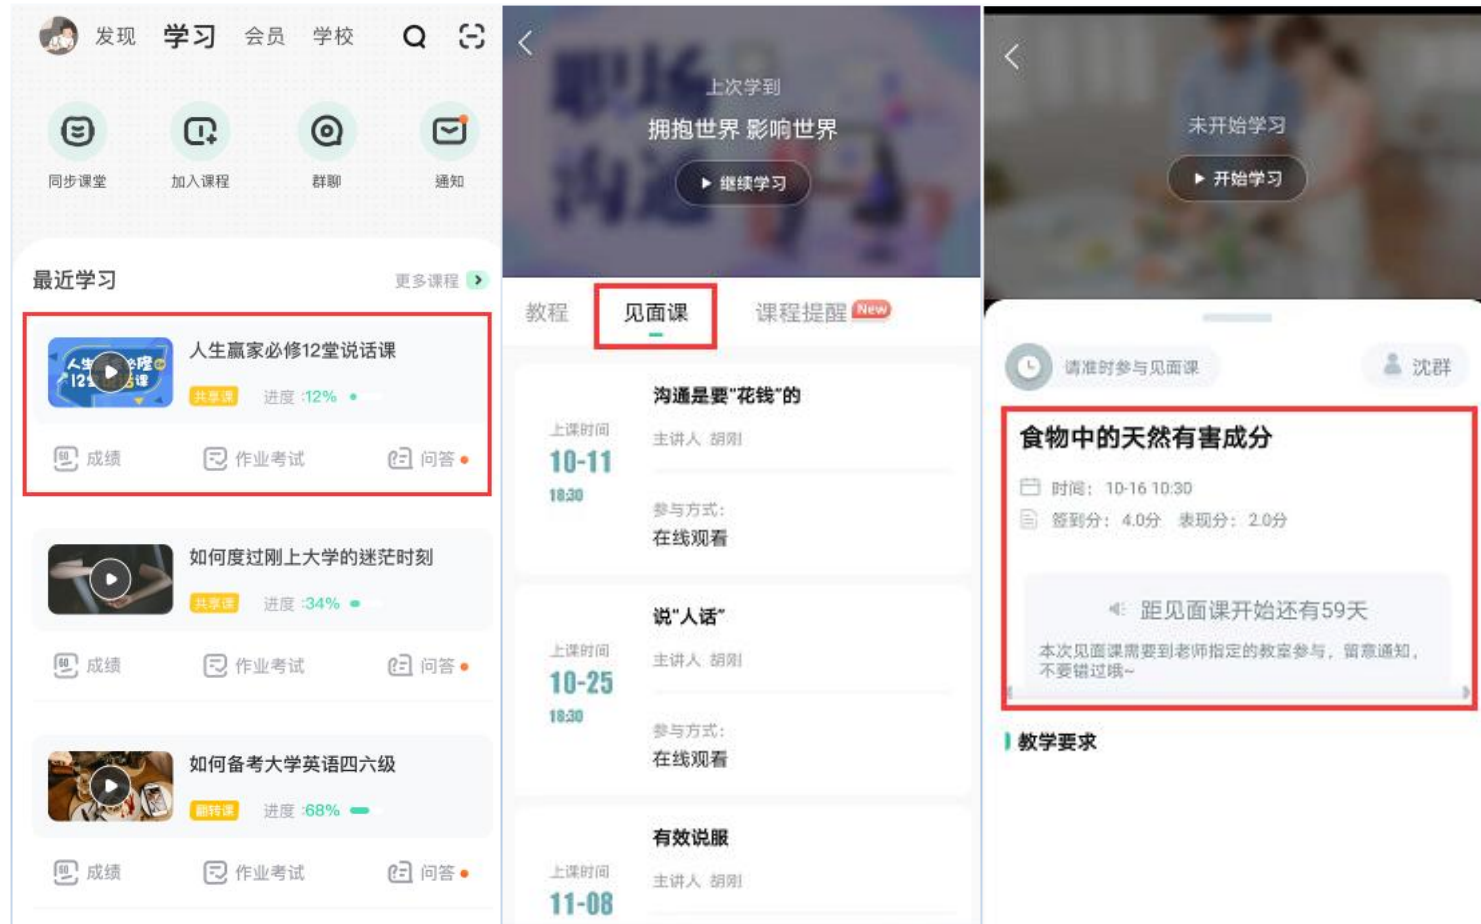 发现 学习 会员 学校
同步课堂 加入课程 群聊 通知
最近学习 更多课程
人生赢家必修12堂说话课
共享课 进度:12%
成绩 作业考试 问答
如何度过刚上大学的迷茫时刻
共享课 进度:34%
成绩 作业考试 问答
如何备考大学英语四六级
翻转课 进度:68%
成绩 作业考试 问答
职场
沟通
上次学到
拥抱世界 影响世界
继续学习
教程 见面课 课程提醒 New
沟通是要"花钱"的
上课时间
10-11
18:30
主讲人 胡刚
参与方式:
在线观看
说"人话"
上课时间
10-25
18:30
主讲人 胡刚
参与方式:
在线观看
有效说服
上课时间
11-08
主讲人 胡刚
未开始学习
开始学习
请准时参与见面课 沈群
食物中的天然有害成分
时间: 10-16 10:30
签到分: 4.0分 表现分: 2.0分
距见面课开始还有59天
本次见面课需要到老师指定的教室参与，留意通知，
不要错过哦~
教学要求